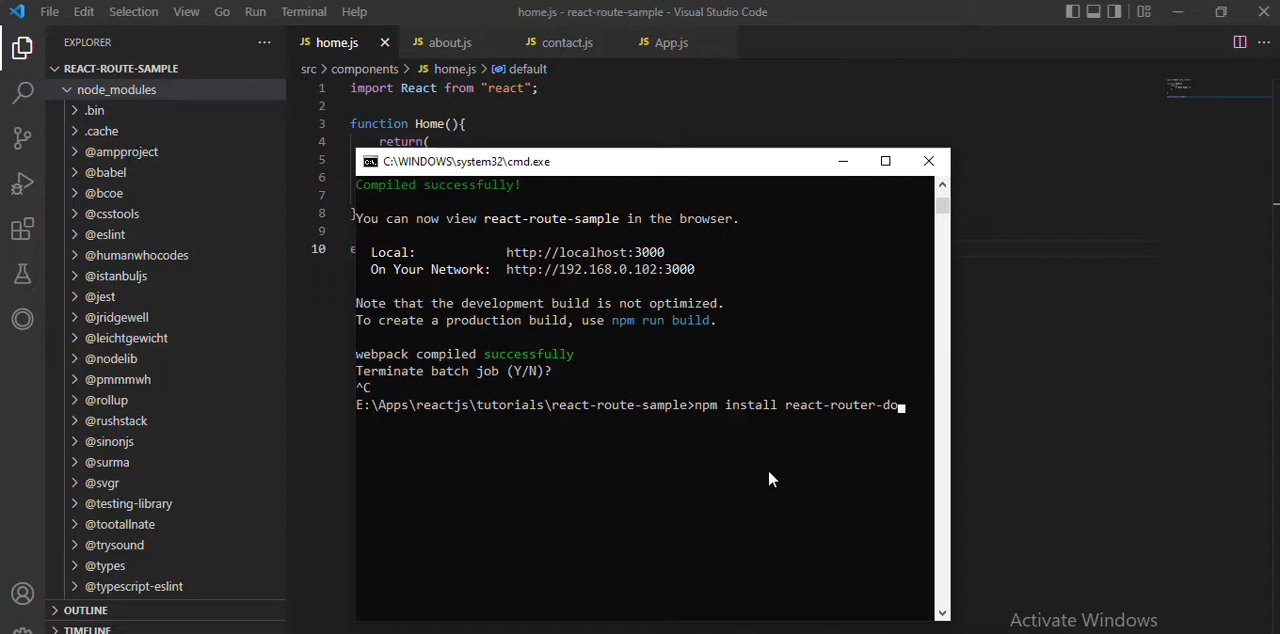 File Edit Selection View Go Run Terminal Help
home.js - react-route-sample - Visual Studio Code
EXPLORER
REACT-ROUTE-SAMPLE
node_modules
.bin
.cache
@ampproject
@babel
@bcoe
@csstools
@eslint
@humanwhocodes
@istanbuljs
@jest
@jridgewell
@leichtgewicht
@nodelib
@pmmmwh
@rollup
@rushstack
@sinonjs
@surma
@svgr
@testing-library
@tootallnate
@trysound
@types
@typescript-eslint
OUTLINE
TIMELINE
JS home.js
JS about.js
JS contact.js
JS App.js
src > components > JS home.js > default
1 import React from "react";
2
3 function Home(){
4 return(
5
6
7
8 }
9
10 e
C:\WINDOWS\system32\cmd.exe
Compiled successfully!
You can now view react-route-sample in the browser.
Local: http://localhost:3000
On Your Network: http://192.168.0.102:3000
Note that the development build is not optimized.
To create a production build, use npm run build.
webpack compiled successfully
Terminate batch job (Y/N)?
^C
E:\Apps\reactjs\tutorials\react-route-sample>npm install react-router-do
Activate Windows